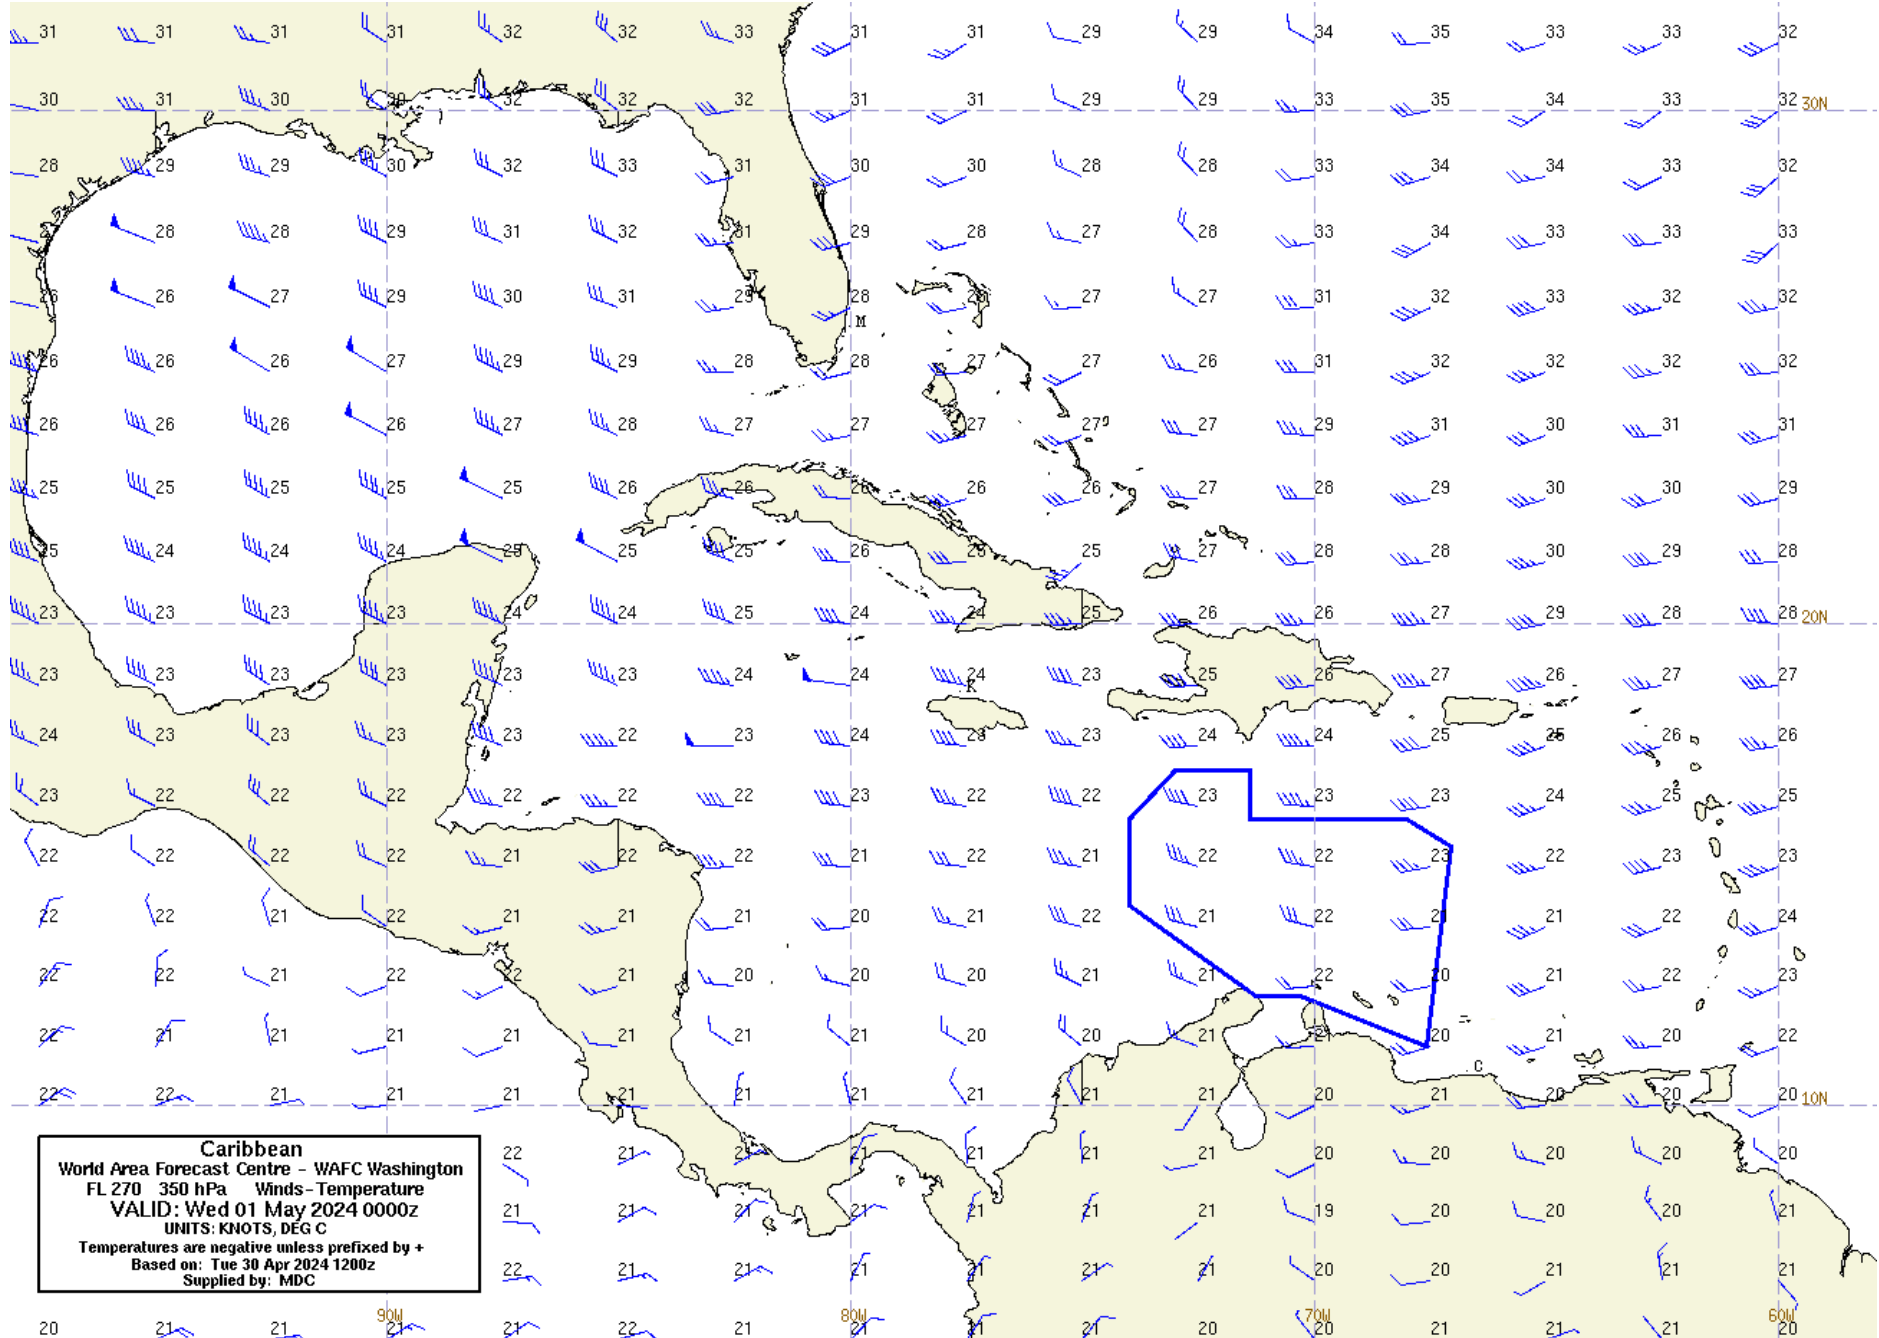 31 31 31 31 32 32 33 31 31 29 29 34 35 33 33 32
30 31 30 32 32 32 31 31 29 29 33 35 34 33 32 30N
28 29 29 30 32 33 31 30 30 28 28 33 34 34 33 32
28 28 29 31 32 31 29 28 27 28 33 34 33 33 33
26 26 27 29 30 31 29 28 27 27 31 32 33 32 32
M
26 26 26 27 29 29 28 28 27 27 26 31 32 32 32 32
26 26 26 26 27 28 27 27 27 27 27 29 31 30 31 31
25 25 25 25 25 26 26 26 26 26 27 28 29 30 30 29
25 24 24 24 25 25 25 26 25 27 28 28 30 29 28
23 23 23 23 24 24 25 24 24 25 26 26 27 29 28 28 20N
23 23 23 23 23 23 24 24 24 23 25 26 27 26 27 27
K
24 23 23 23 23 22 23 24 23 23 24 24 25 25 26 26
23 22 22 22 22 22 22 23 22 22 23 23 23 24 25 25
22 22 22 22 21 22 22 21 22 21 22 22 23 22 23 23
22 22 21 22 21 21 21 20 21 22 21 22 21 22 24
22 22 21 22 22 21 20 20 20 21 21 22 20 21 22 23
22 21 21 21 21 21 21 21 20 20 21 21 20 21 20 22
C
22 22 21 21 21 21 21 21 21 21 21 20 21 20 20 20 10N
22 21 21 21 21 21 21 20 20 20 20
21 21 21 21 21 21 21 19 20 20 21 21
22 21 21 21 21 21 21 20 20 21 21 21
Caribbean
World Area Forecast Centre - WAFC Washington
FL 270 350 hPa Winds-Temperature
VALID: Wed 01 May 2024 0000z
UNITS: KNOTS, DEG C
Temperatures are negative unless prefixed by +
Based on: Tue 30 Apr 2024 1200z
Supplied by: MDC
90W 80W 70W 60W
20 21 21 21 21 22 21 21 21 21 20 20 21 21 21 21